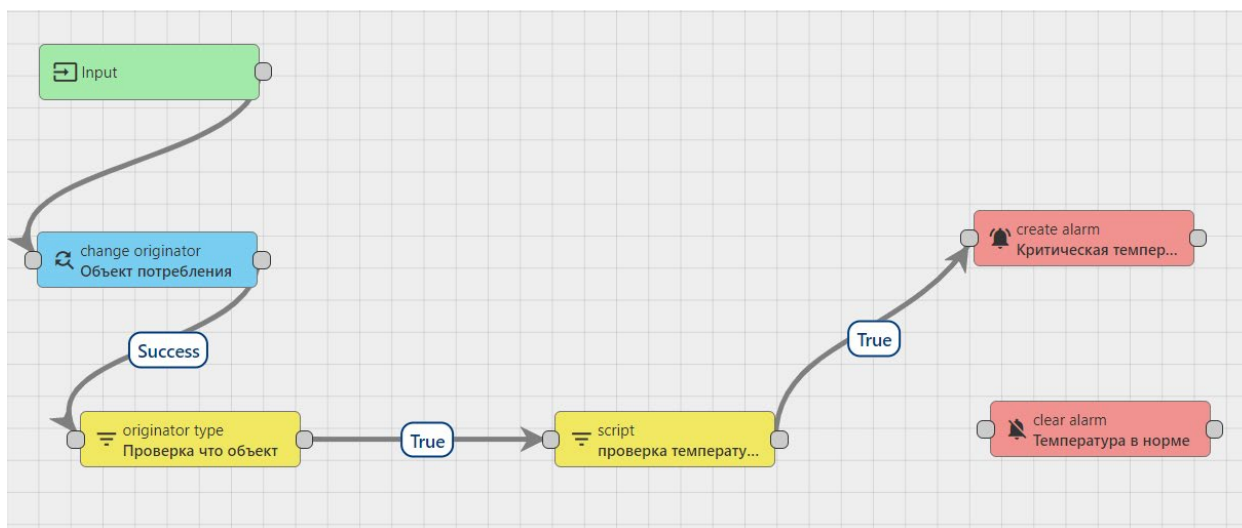 Input
change originator
Объект потребления
Success
originator type
Проверка что объект
True
script
проверка температу...
True
create alarm
Критическая темпер...
clear alarm
Температура в норме